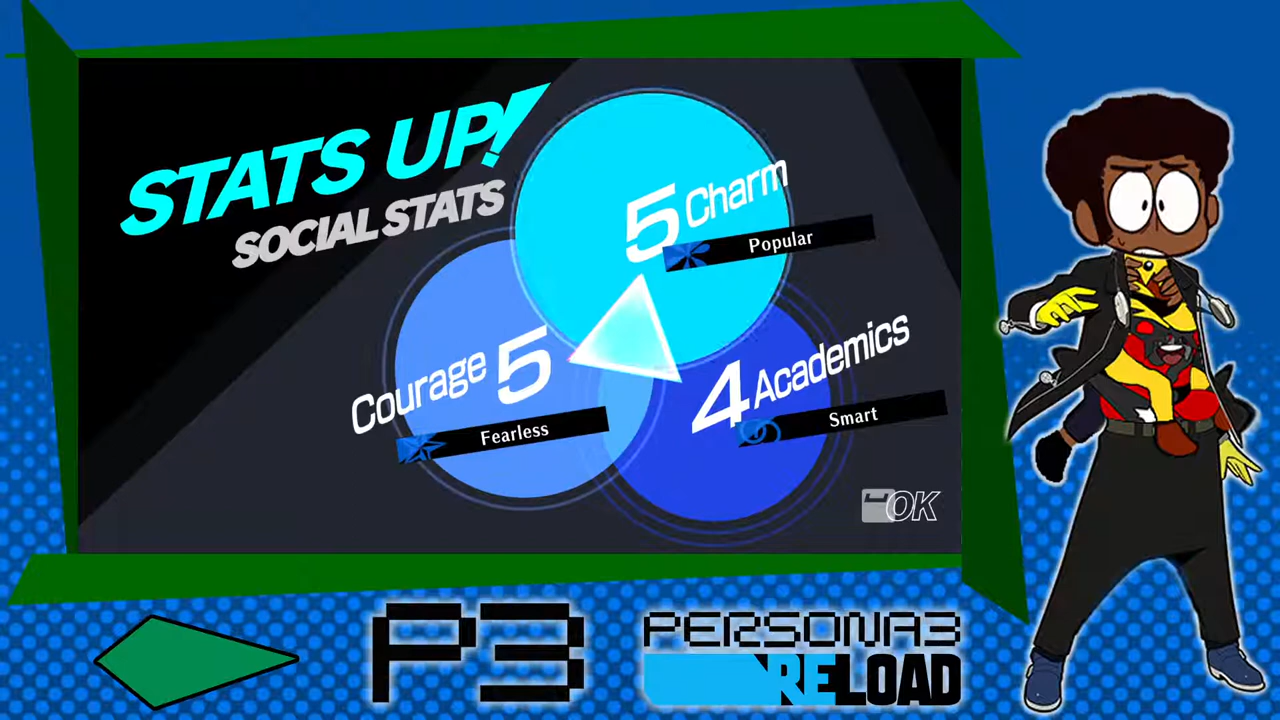 STATS UP!
SOCIAL STATS
5 Charm
Popular
Courage 5
Fearless
4 Academics
Smart
OK
P3
PERSONA3
RELOAD